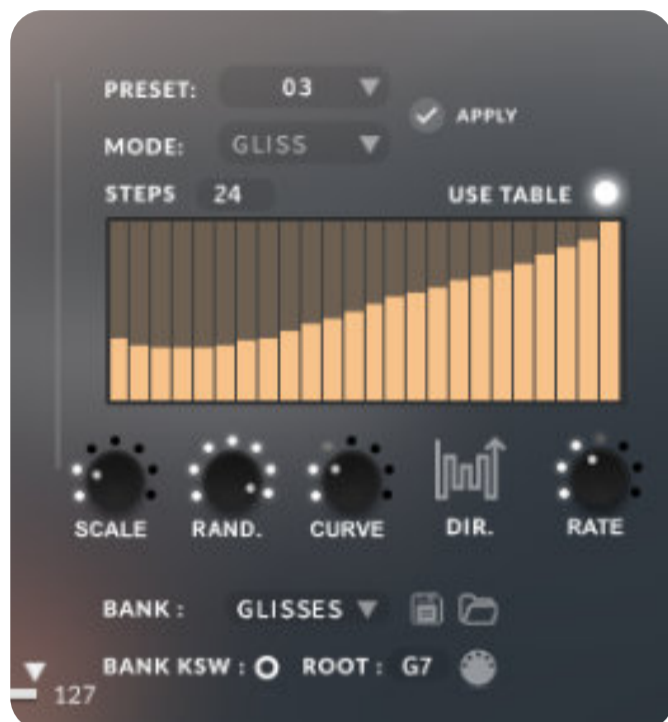 PRESET: 03
APPLY
MODE: GLISS
STEPS 24 USE TABLE
SCALE RAND. CURVE DIR. RATE
BANK : GLISSES
BANK KSW : ROOT : G7
127